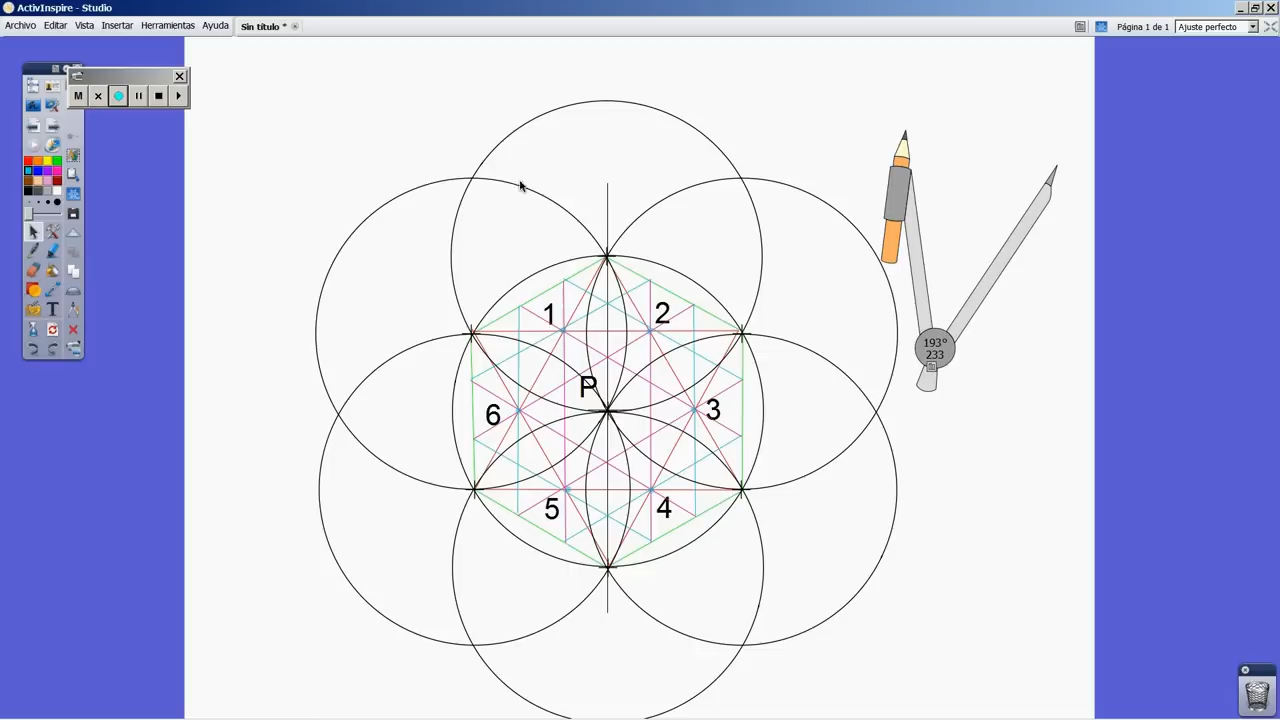 ActivInspire - Studio
Archivo Editar Vista Insertar Herramientas Ayuda Sin título * Página 1 de 1 Ajuste perfecto
M
1 2
P
6 3
5 4
193°
233